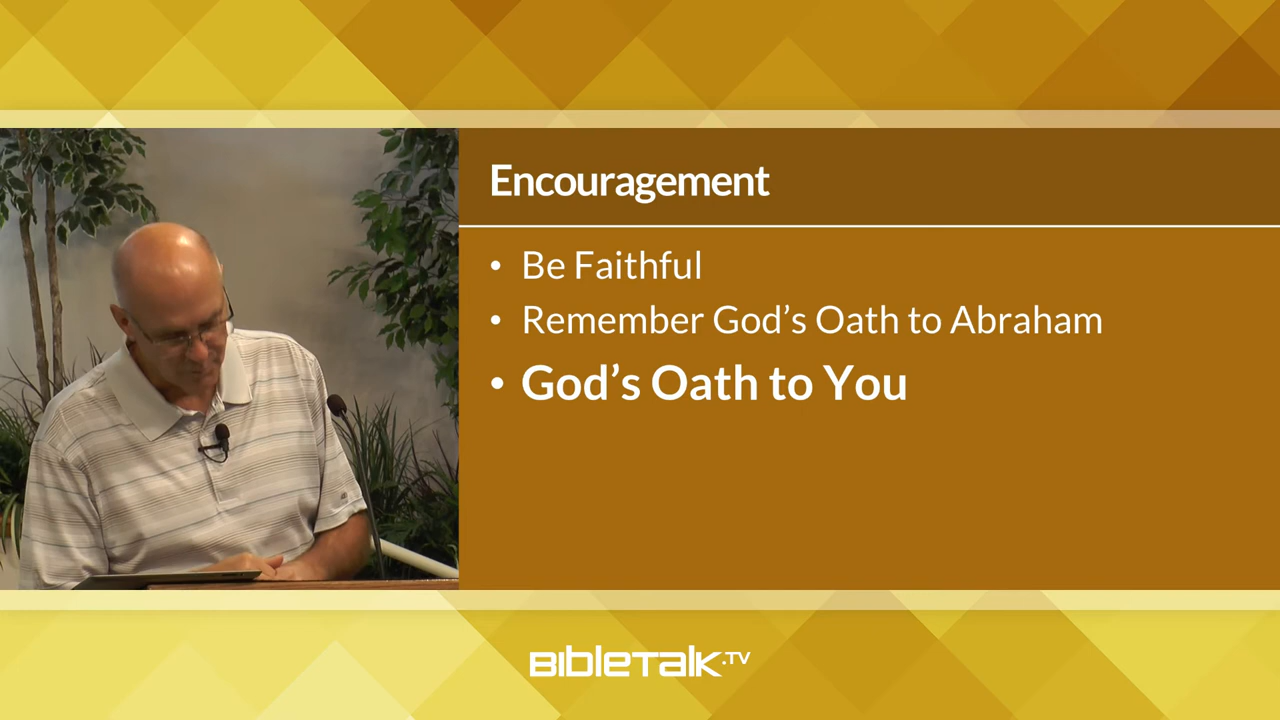 Encouragement
• Be Faithful
• Remember God’s Oath to Abraham
• God’s Oath to You
BIBLETALK.TV